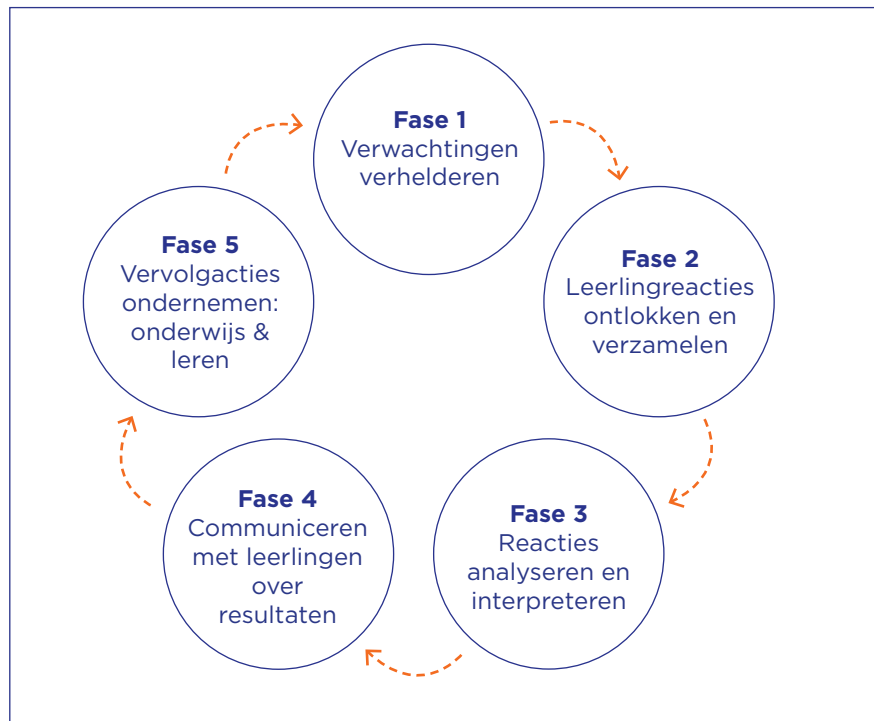 Fase 1
Verwachtingen
verhelderen
Fase 2
Leerlingreacties
ontlokken en
verzamelen
Fase 3
Reacties
analyseren en
interpreteren
Fase 4
Communiceren
met leerlingen
over
resultaten
Fase 5
Vervolgacties
ondernemen:
onderwijs &
leren